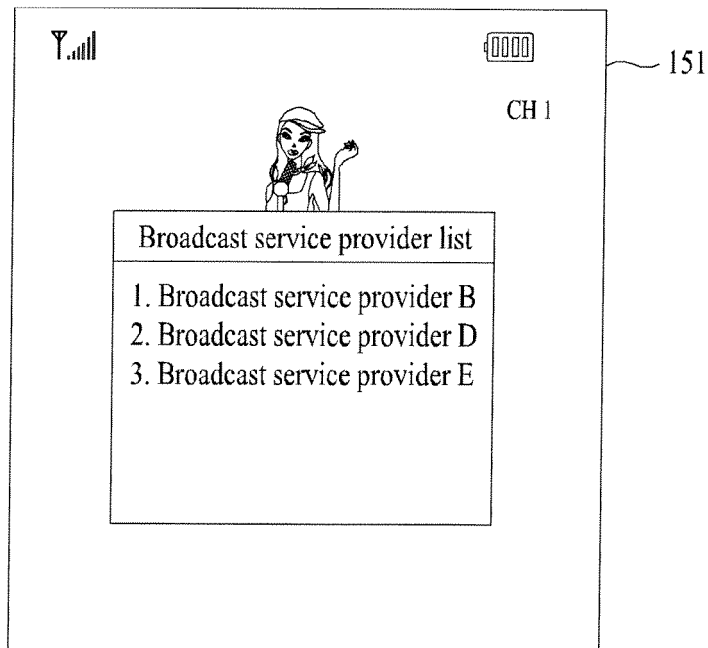 151
CH 1
Broadcast service provider list
1. Broadcast service provider B
2. Broadcast service provider D
3. Broadcast service provider E